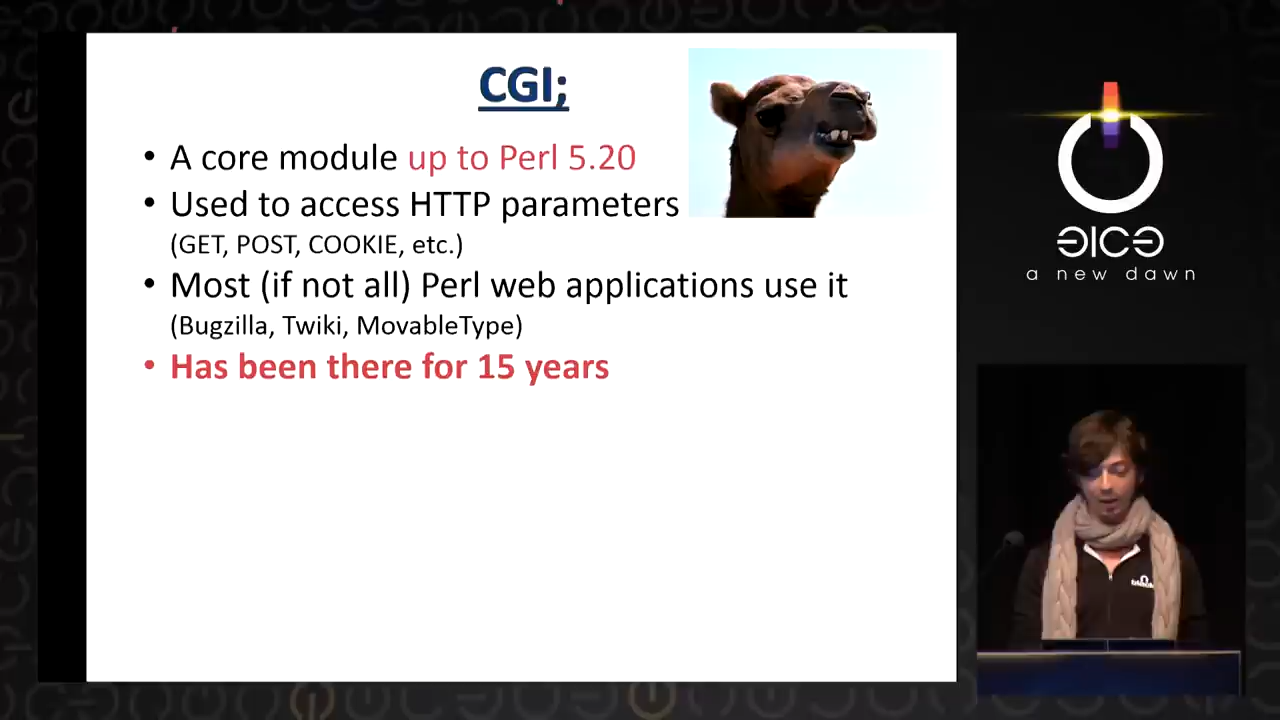 CGI;
• A core module up to Perl 5.20
• Used to access HTTP parameters
(GET, POST, COOKIE, etc.)
• Most (if not all) Perl web applications use it
(Bugzilla, Twiki, MovableType)
• Has been there for 15 years
a new dawn